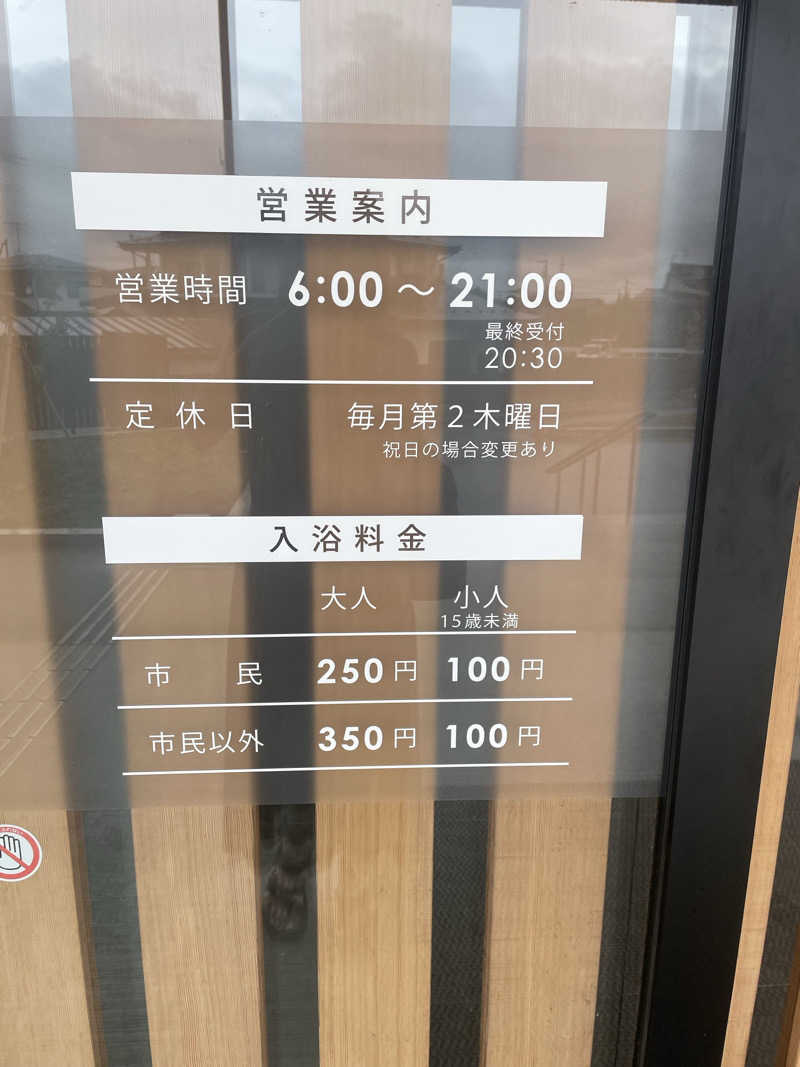 営業案内
営業時間 6:00～21:00
最終受付
20:30
定休日 毎月第2木曜日
祝日の場合変更あり
入浴料金
大人 小人
15歳未満
市民 250円 100円
市民以外 350円 100円